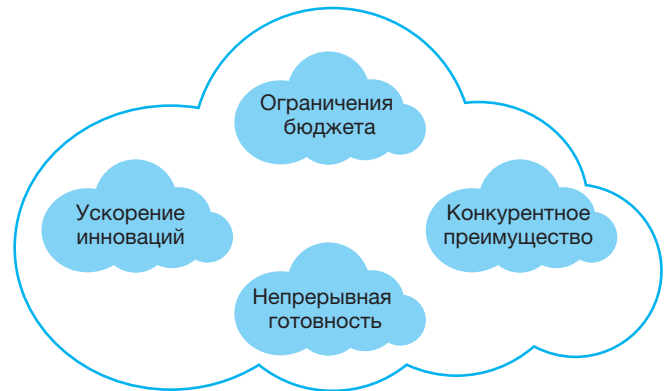 Ограничения
бюджета
Ускорение
инноваций
Конкурентное
преимущество
Непрерывная
готовность